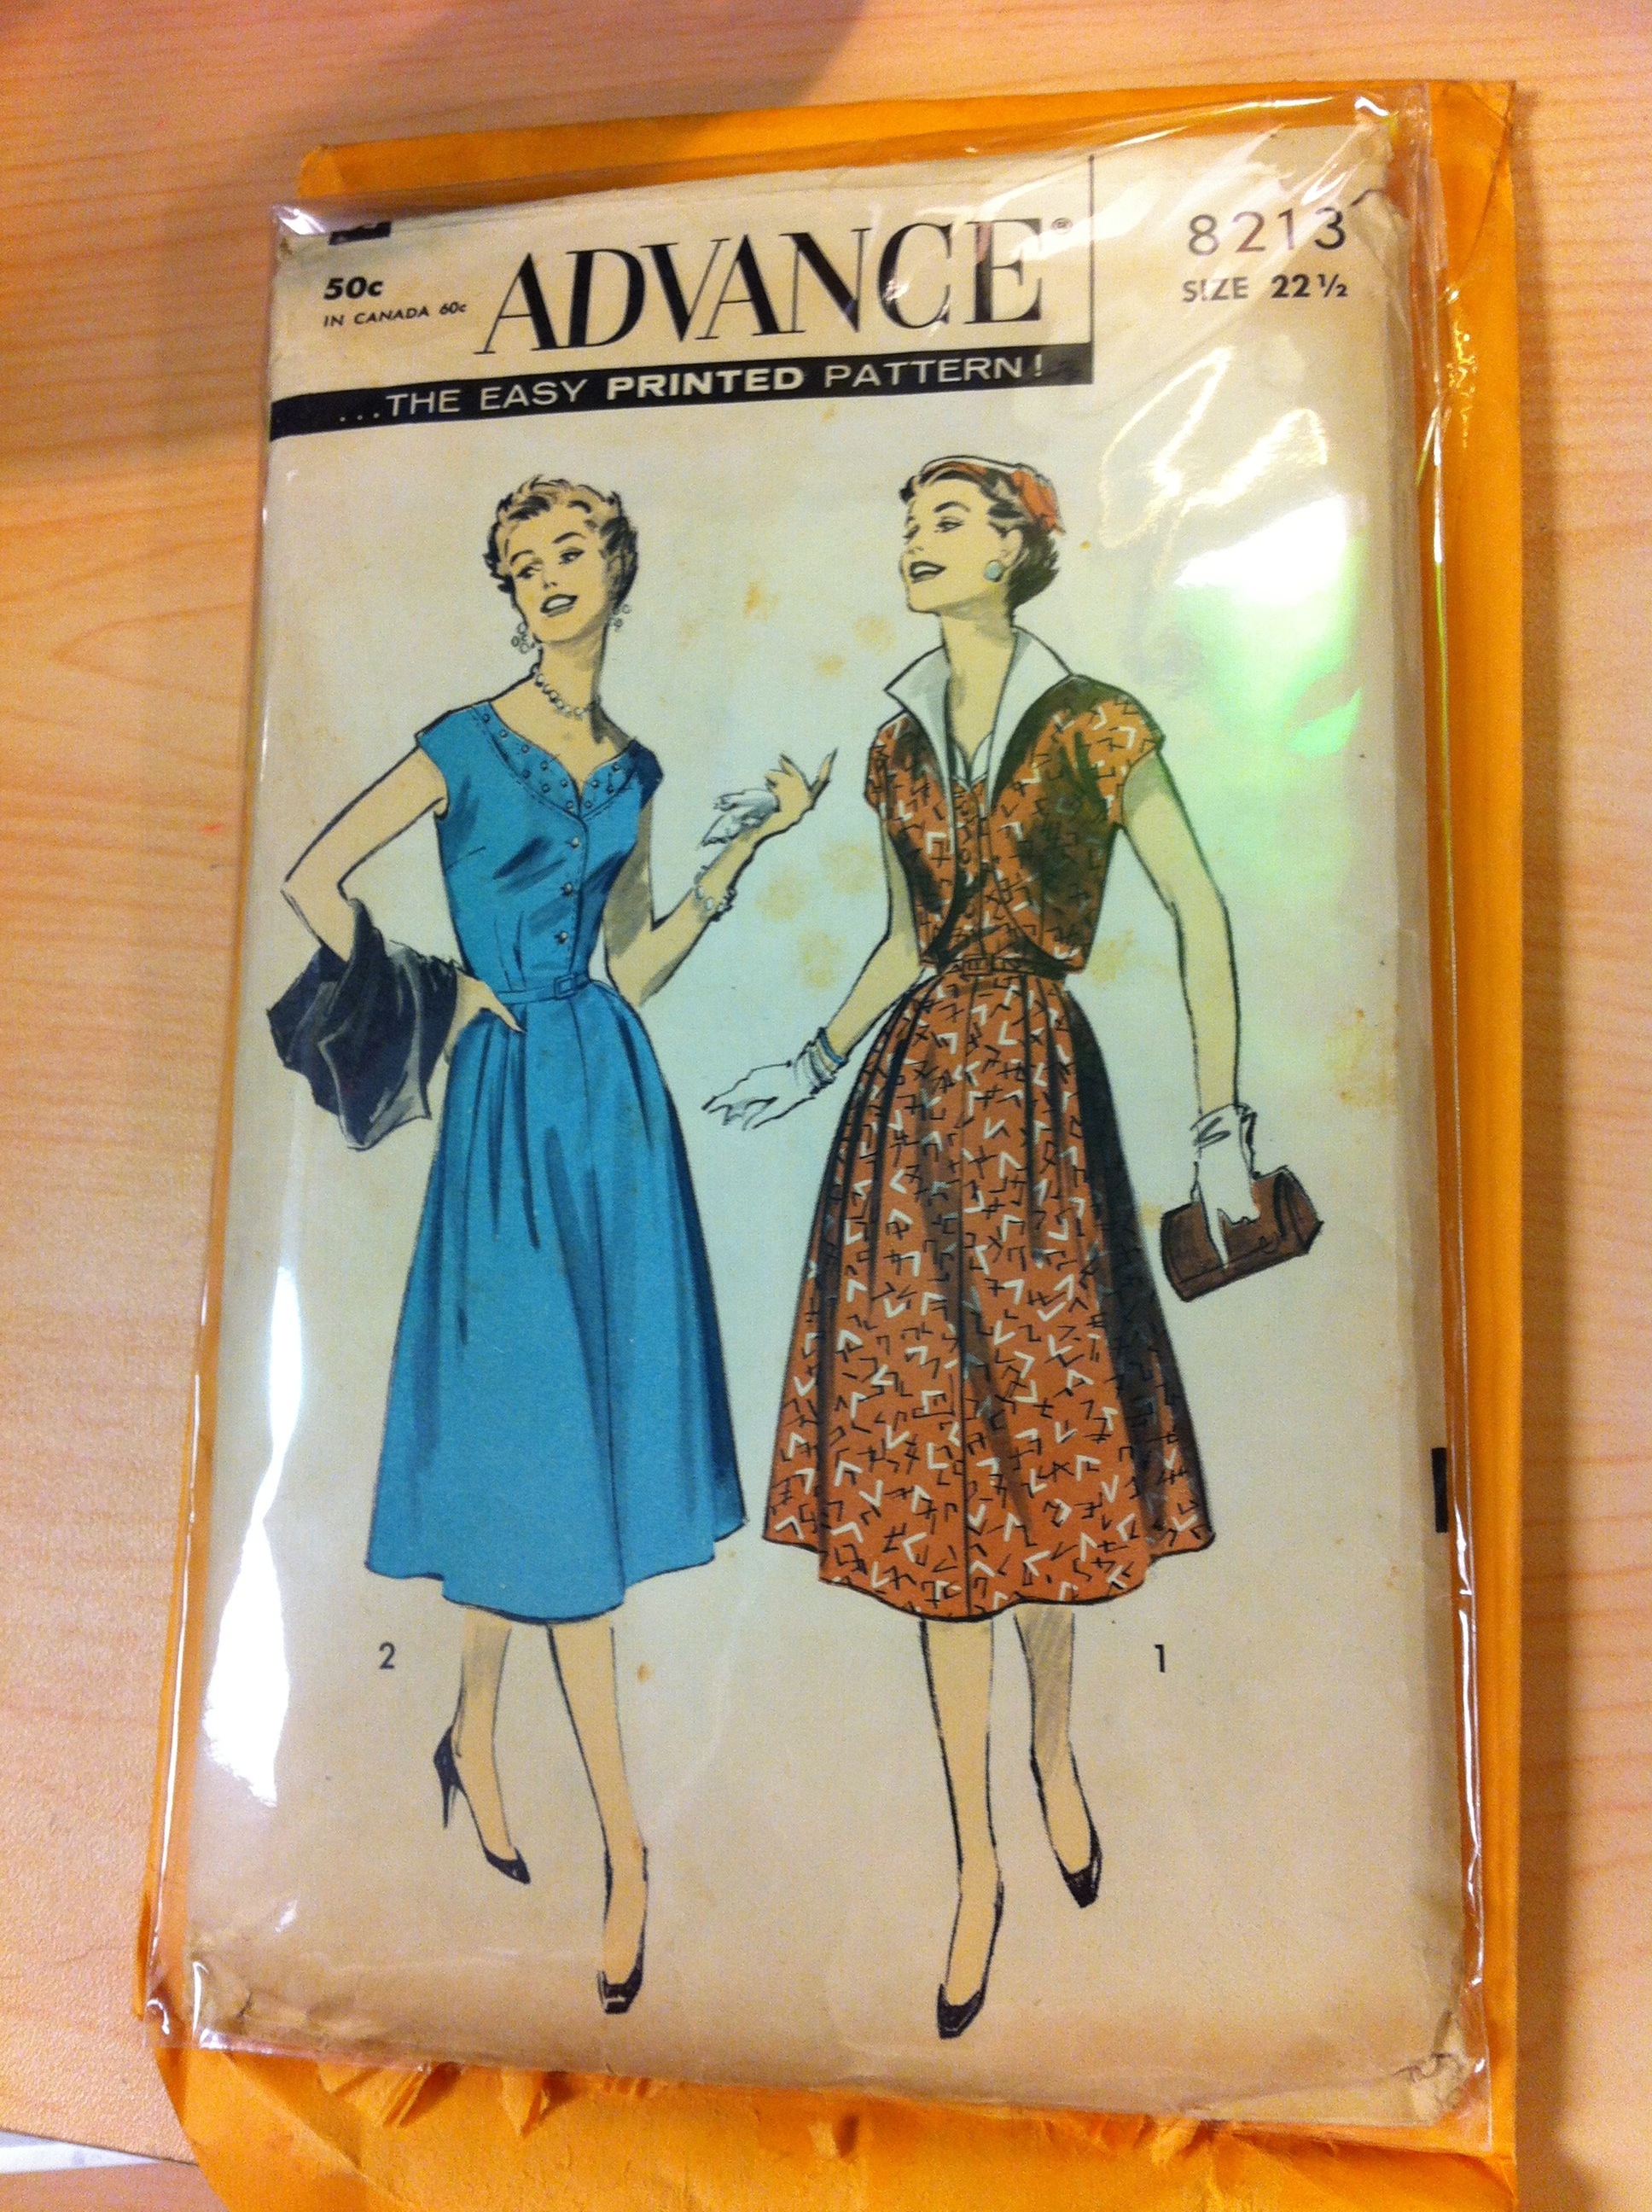 50c
IN CANADA 60c
ADVANCE®
8213
SIZE 22½
...THE EASY PRINTED PATTERN!
2
1